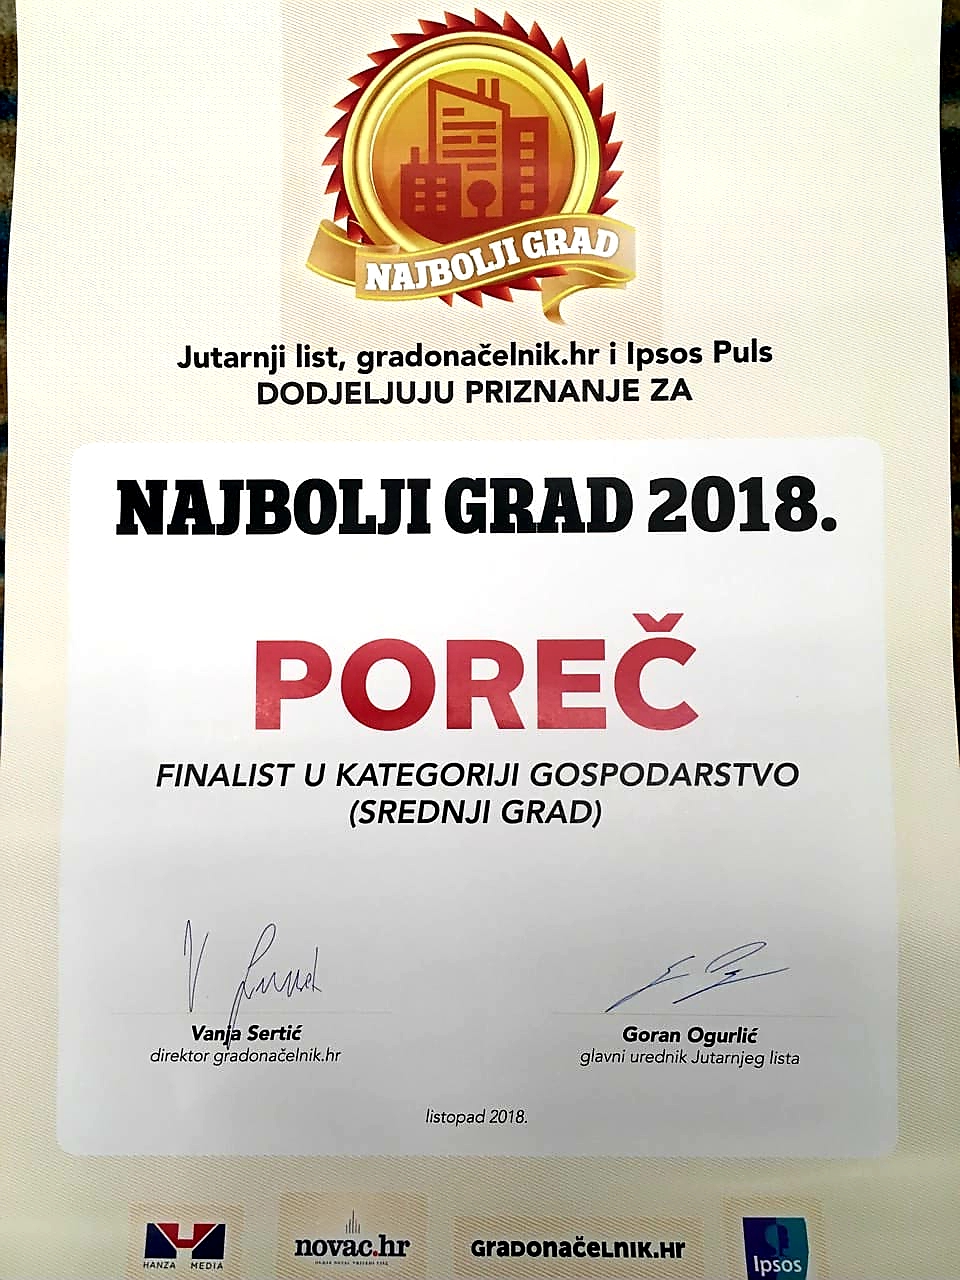 NAJBOLJI GRAD
Jutarnji list, gradonačelnik.hr i Ipsos Puls
DODJELJUJU PRIZNANJE ZA
NAJBOLJI GRAD 2018.
POREČ
FINALIST U KATEGORIJI GOSPODARSTVO
(SREDNJI GRAD)
Vanja Sertić
direktor gradonačelnik.hr
Goran Ogurlić
glavni urednik Jutarnjeg lista
listopad 2018.
HANZA MEDIA
novac.hr
GRADONAČELNIK.HR
Ipsos